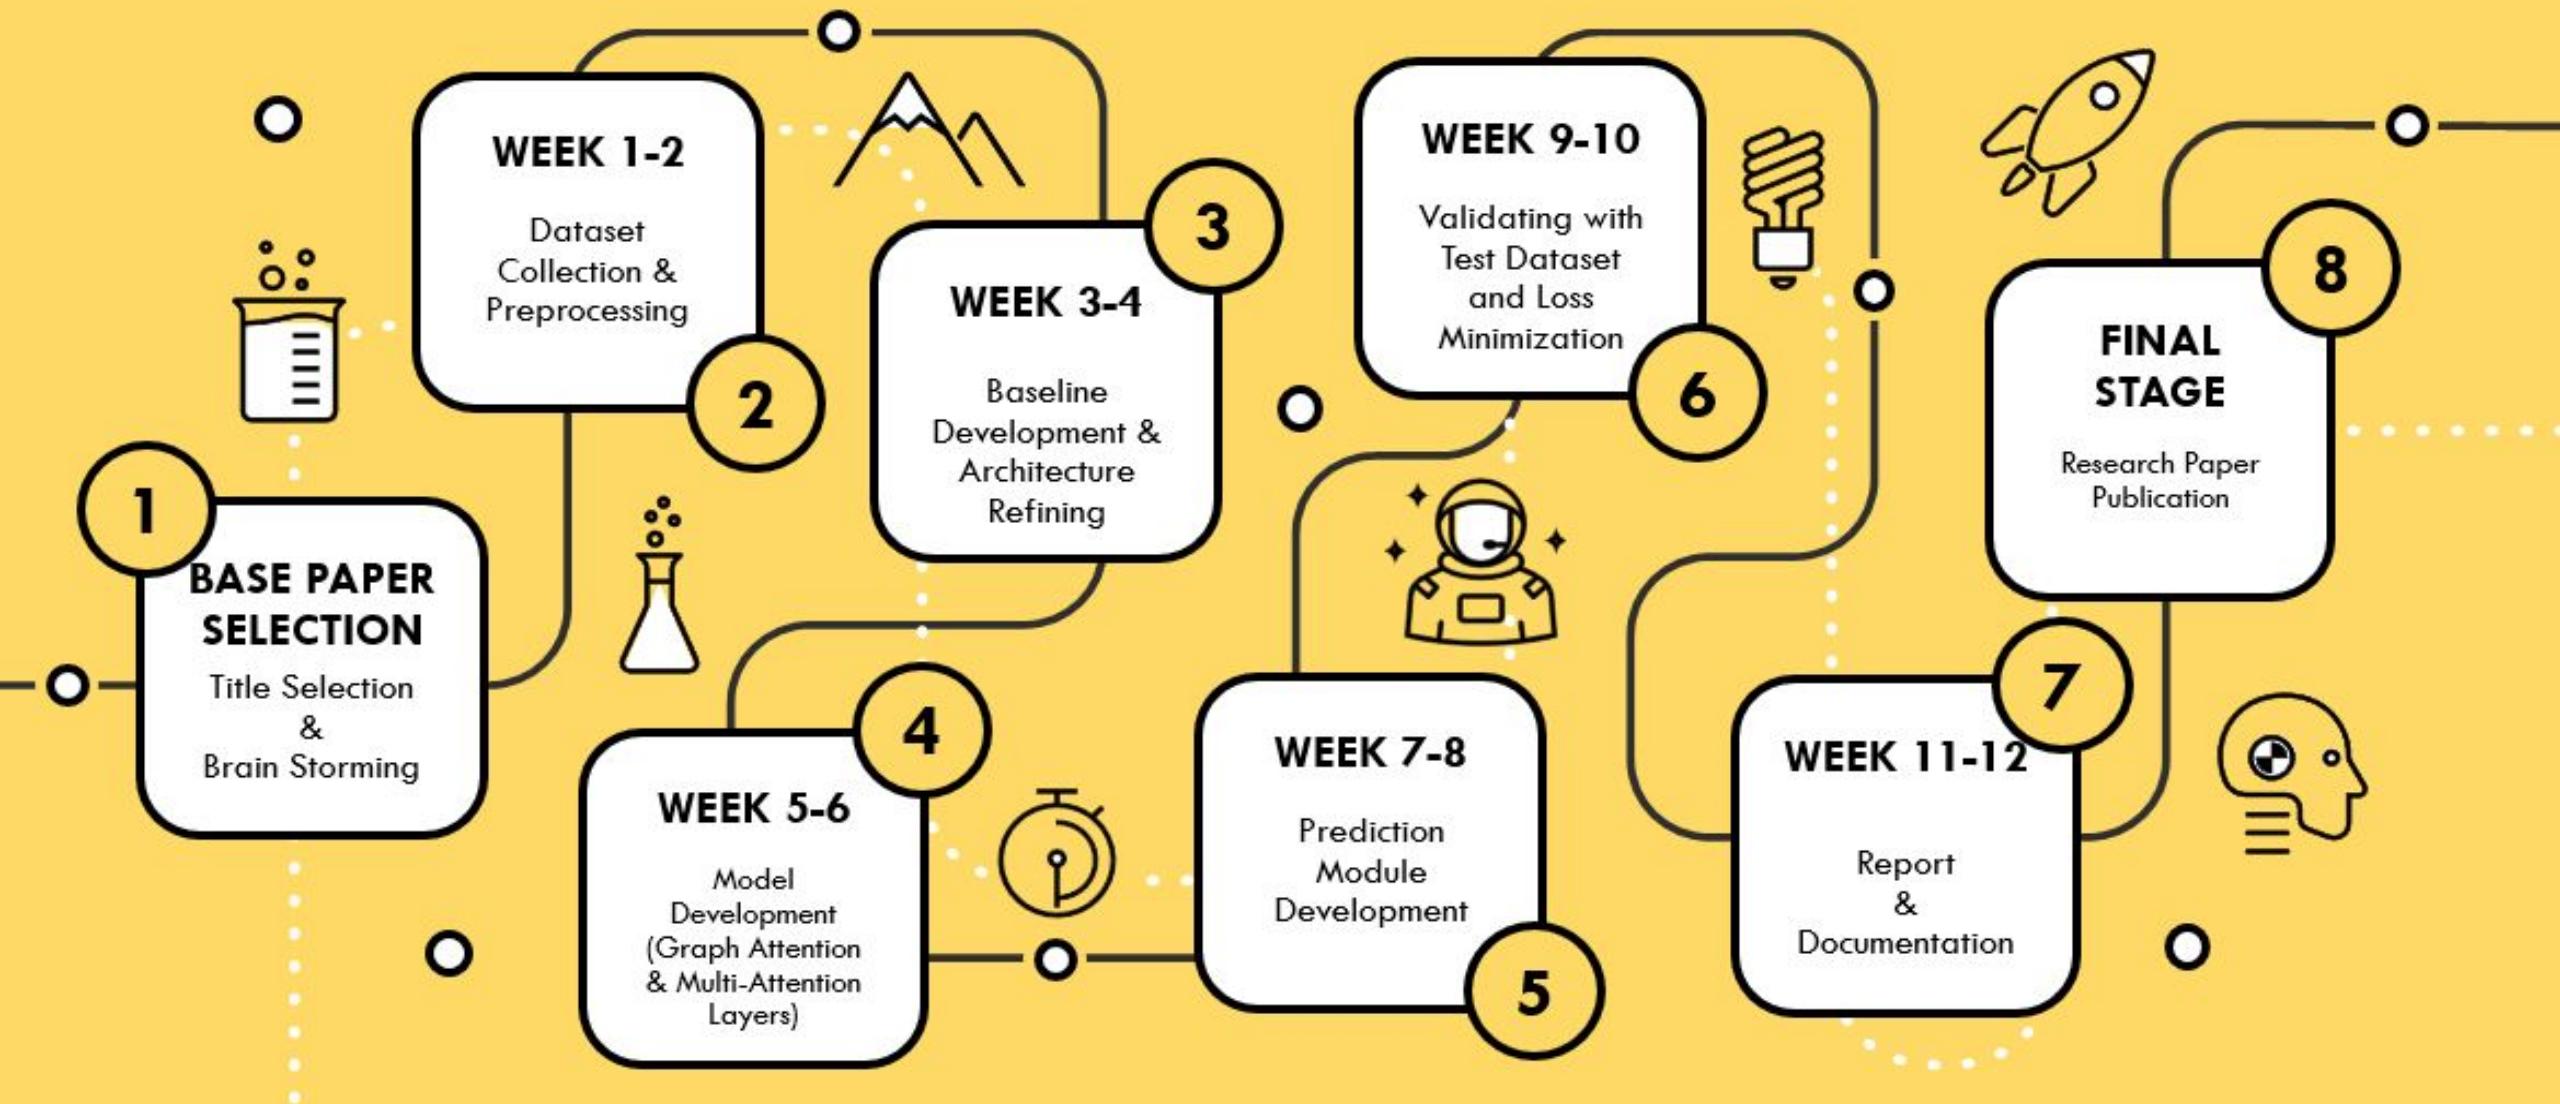 1
BASE PAPER
SELECTION
Title Selection
&
Brain Storming
WEEK 1-2
Dataset
Collection &
Preprocessing
2
3
WEEK 3-4
Baseline
Development &
Architecture
Refining
4
WEEK 5-6
Model
Development
(Graph Attention
& Multi-Attention
Layers)
WEEK 7-8
Prediction
Module
Development
5
WEEK 9-10
Validating with
Test Dataset
and Loss
Minimization
6
7
WEEK 11-12
Report
&
Documentation
8
FINAL
STAGE
Research Paper
Publication